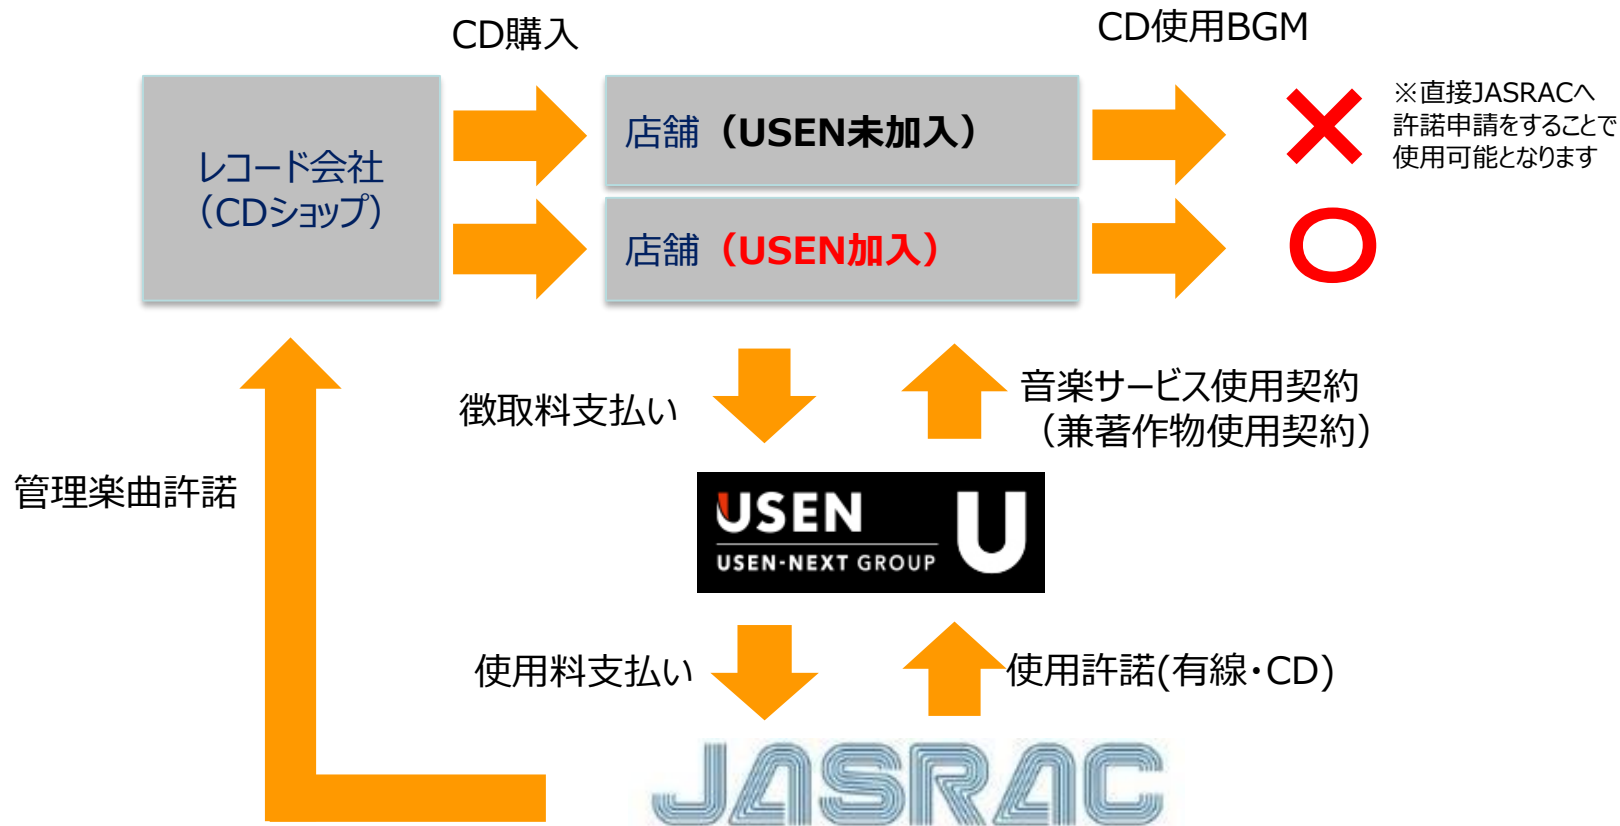 CD購入
CD使用BGM
レコード会社
（CDショップ）
店舗（USEN未加入）
店舗（USEN加入）
※直接JASRACへ
許諾申請をすることで
使用可能となります
徴取料支払い
音楽サービス使用契約
（兼著作物使用契約）
管理楽曲許諾
USEN
USEN-NEXT GROUP
U
使用料支払い
使用許諾(有線・CD)
JASRAC